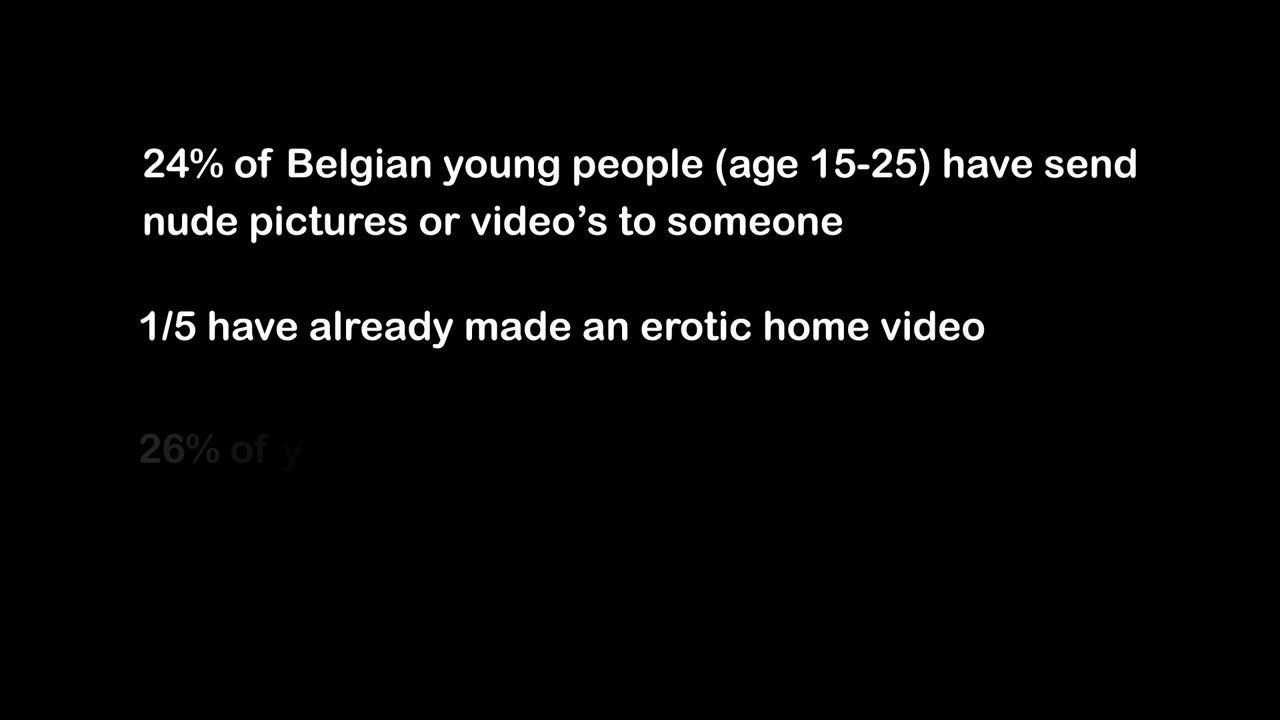 24% of Belgian young people (age 15-25) have send
nude pictures or video’s to someone
1/5 have already made an erotic home video
26% of